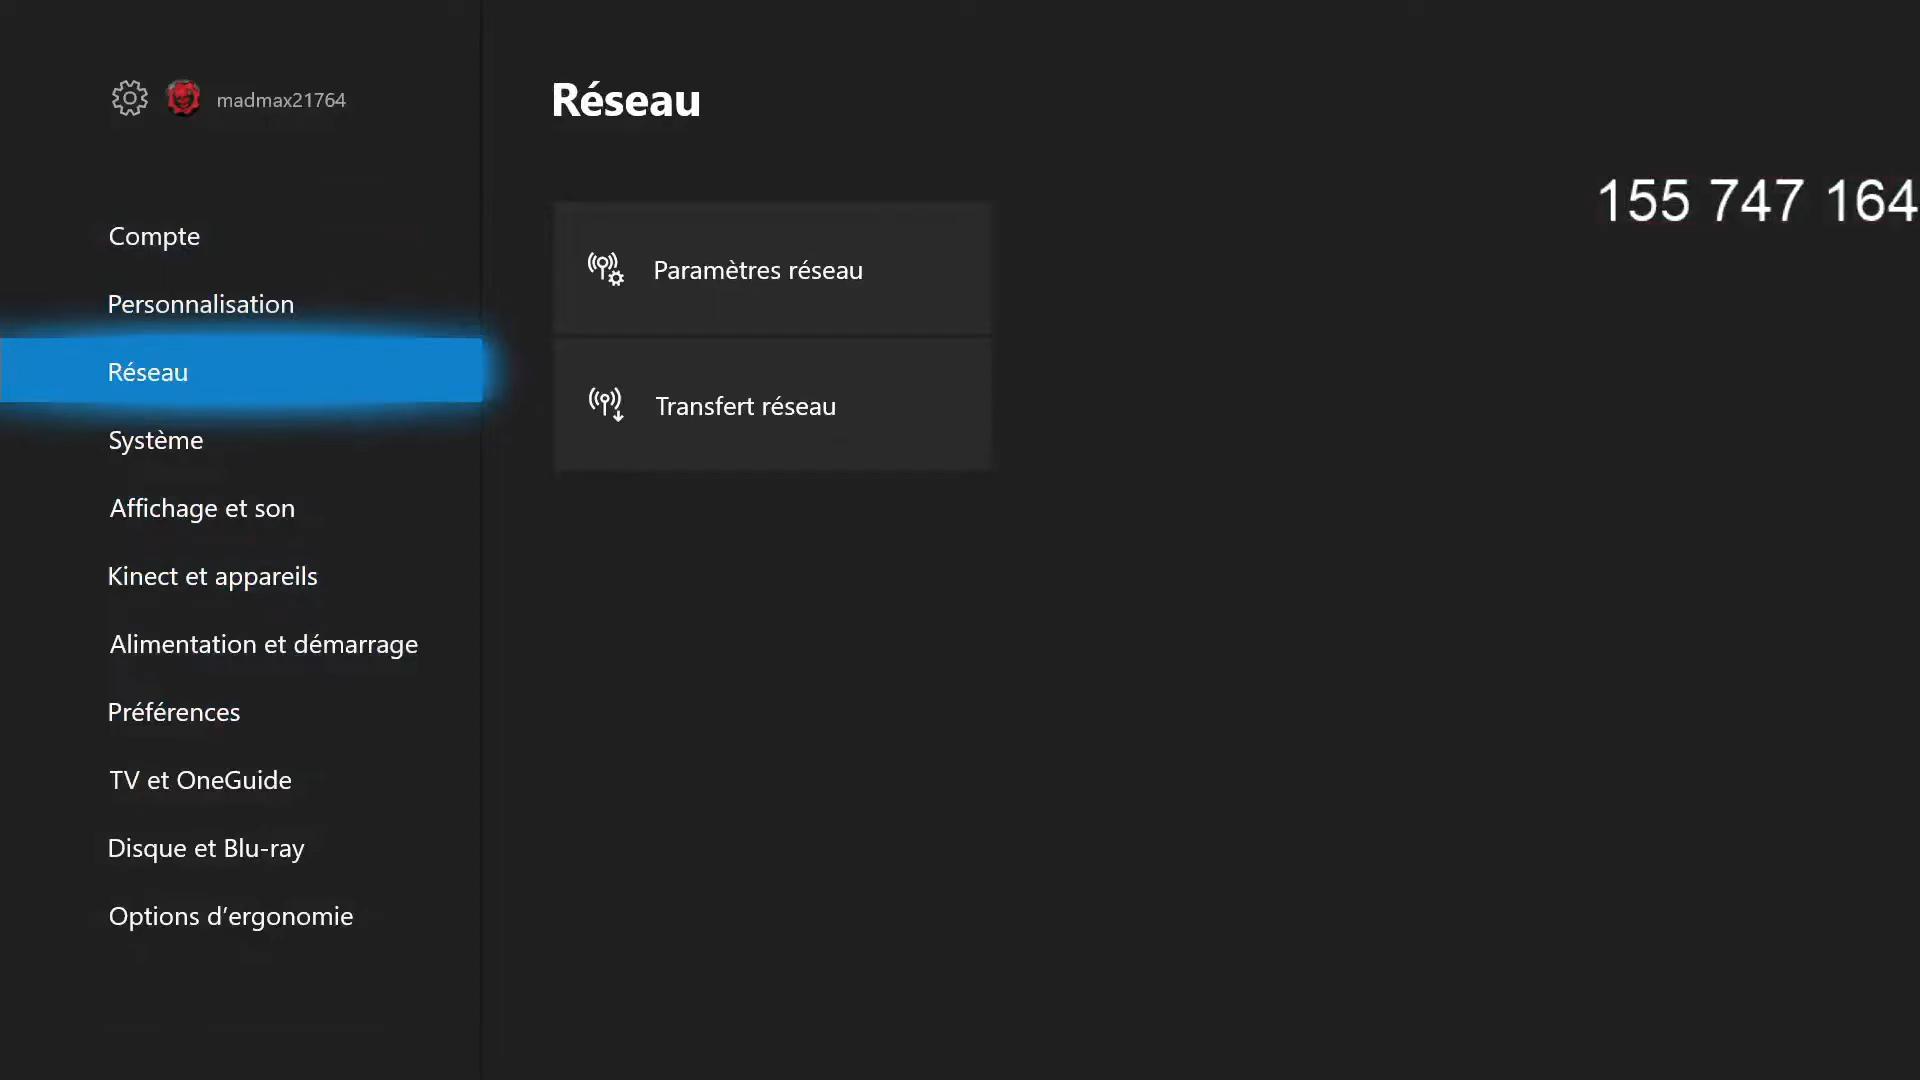 madmax21764
Réseau
155 747 164
Compte
Personnalisation
Réseau
Système
Affichage et son
Kinect et appareils
Alimentation et démarrage
Préférences
TV et OneGuide
Disque et Blu-ray
Options d’ergonomie
Paramètres réseau
Transfert réseau